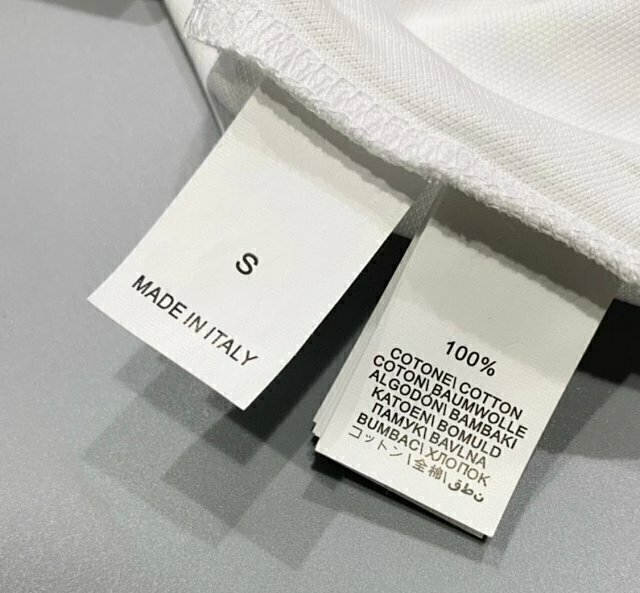 S
MADE IN ITALY
100%
COTONE\ COTTON
COTON\ BAUMWOLLE
ALGODÓN\ BAMBAKI
KATOEN\ BOMULD
ПАМУК\ BAVLNA
BUMBAC\ ХЛОПОК
コットン\ 全棉\ نطق